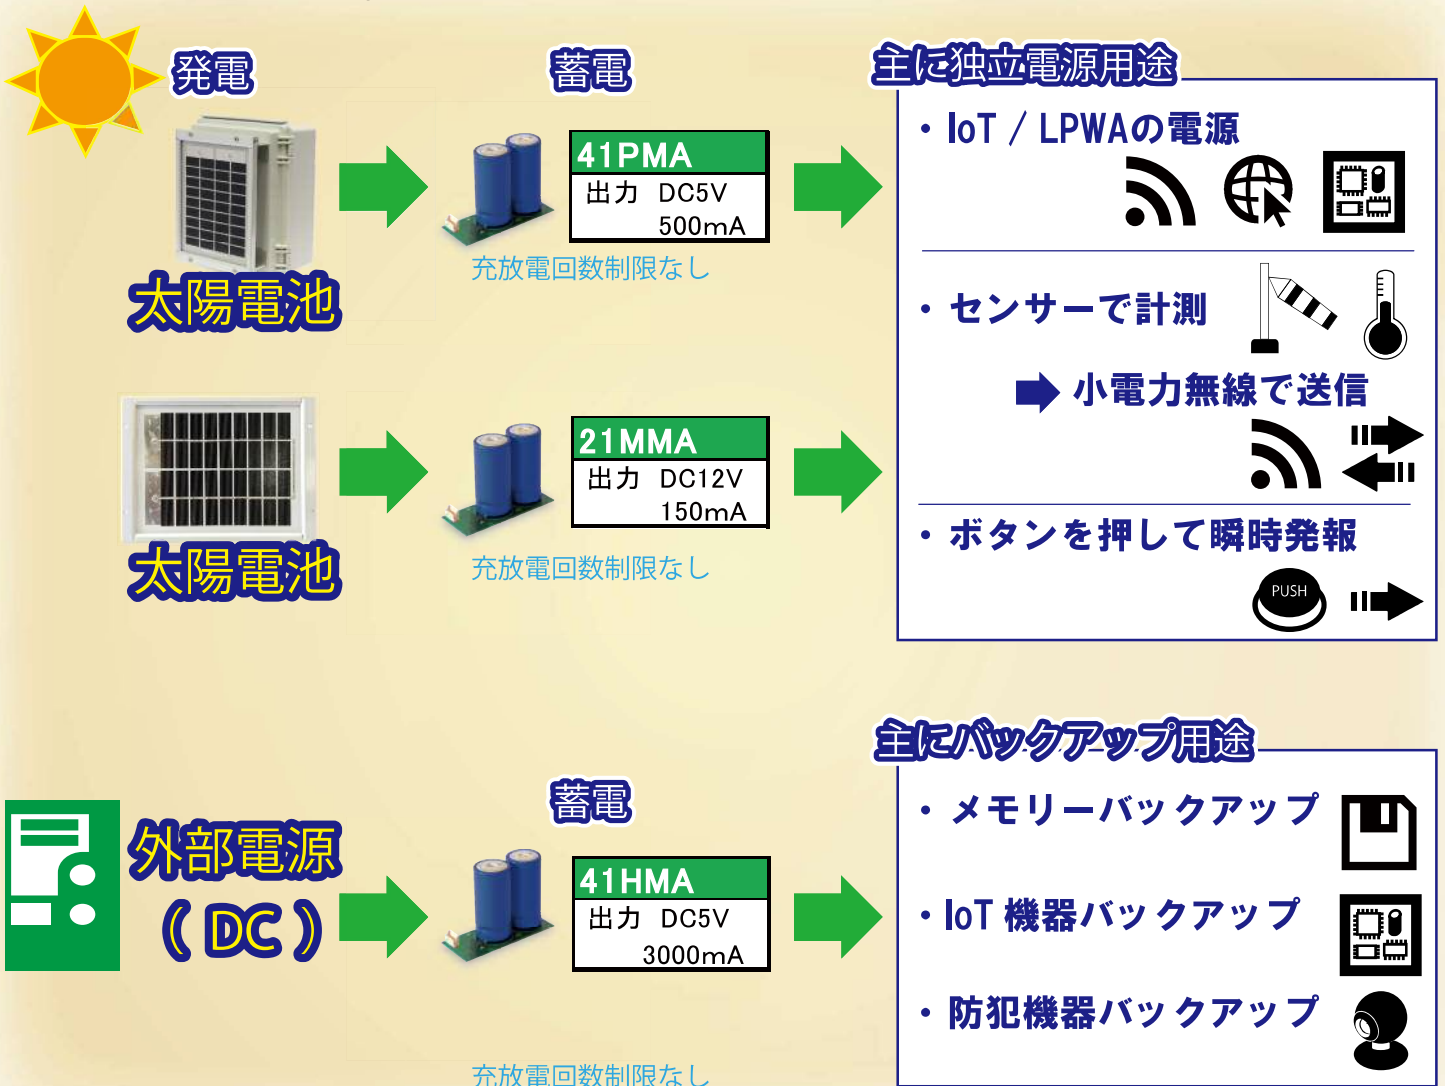 発電
蓄電
主に独立電源用途
太陽電池
41PMA
出力 DC5V
500mA
充放電回数制限なし
・IoT / LPWAの電源
・センサーで計測
小電力無線で送信
太陽電池
21MMA
出力 DC12V
150mA
充放電回数制限なし
・ボタンを押して瞬時発報
PUSH
主にバックアップ用途
外部電源
(DC)
蓄電
41HMA
出力 DC5V
3000mA
充放電回数制限なし
・メモリーバックアップ
・IoT 機器バックアップ
・防犯機器バックアップ